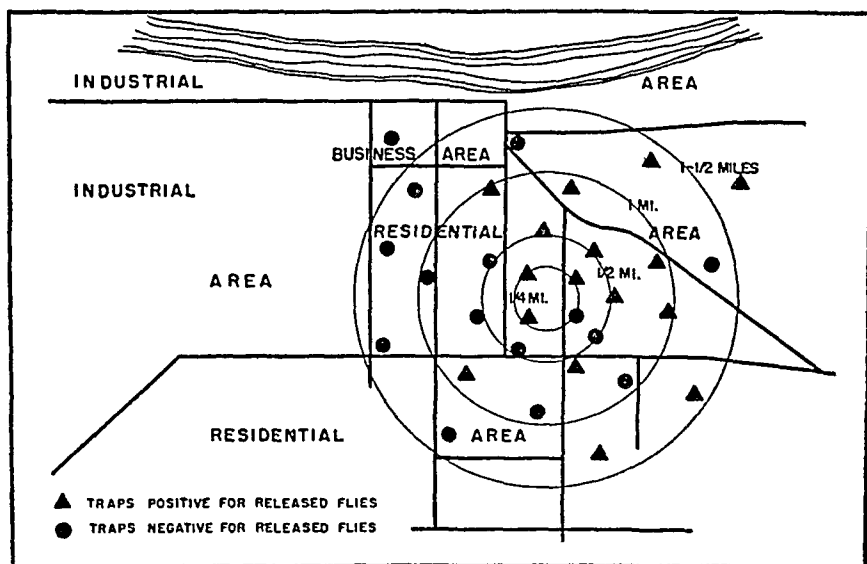 INDUSTRIAL AREA
BUSINESS AREA
1-1/2 MILES
INDUSTRIAL
1 MI.
RESIDENTIAL AREA
1/2 MI.
AREA
1/4 MI.
RESIDENTIAL AREA
TRAPS POSITIVE FOR RELEASED FLIES
TRAPS NEGATIVE FOR RELEASED FLIES